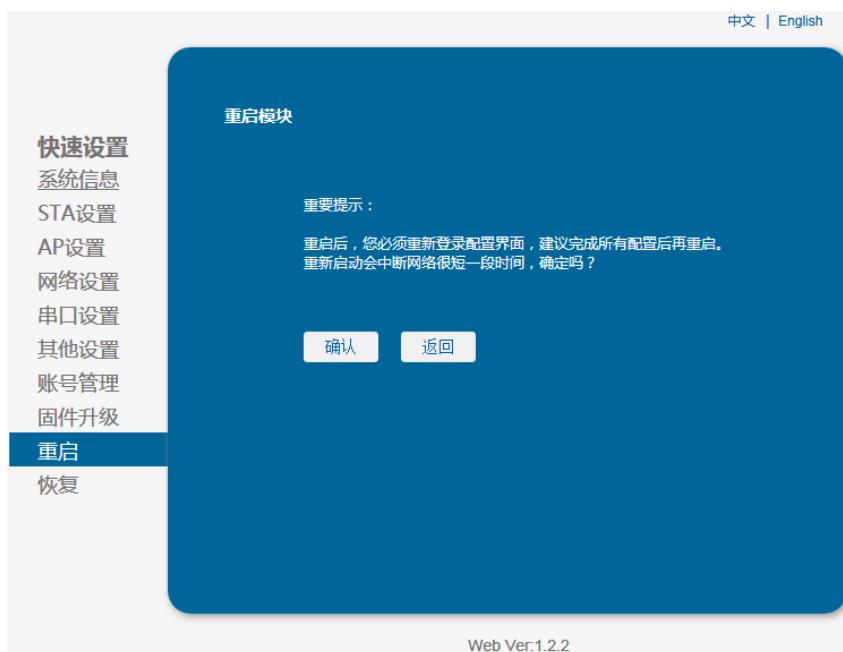 中文 | English
重启模块
快速设置
系统信息
STA设置
AP设置
网络设置
串口设置
其他设置
账号管理
固件升级
重启
恢复
重要提示：
重启后，您必须重新登录配置界面，建议完成所有配置后再重启。
重新启动会中断网络很短一段时间，确定吗？
确认 返回
Web Ver:1.2.2